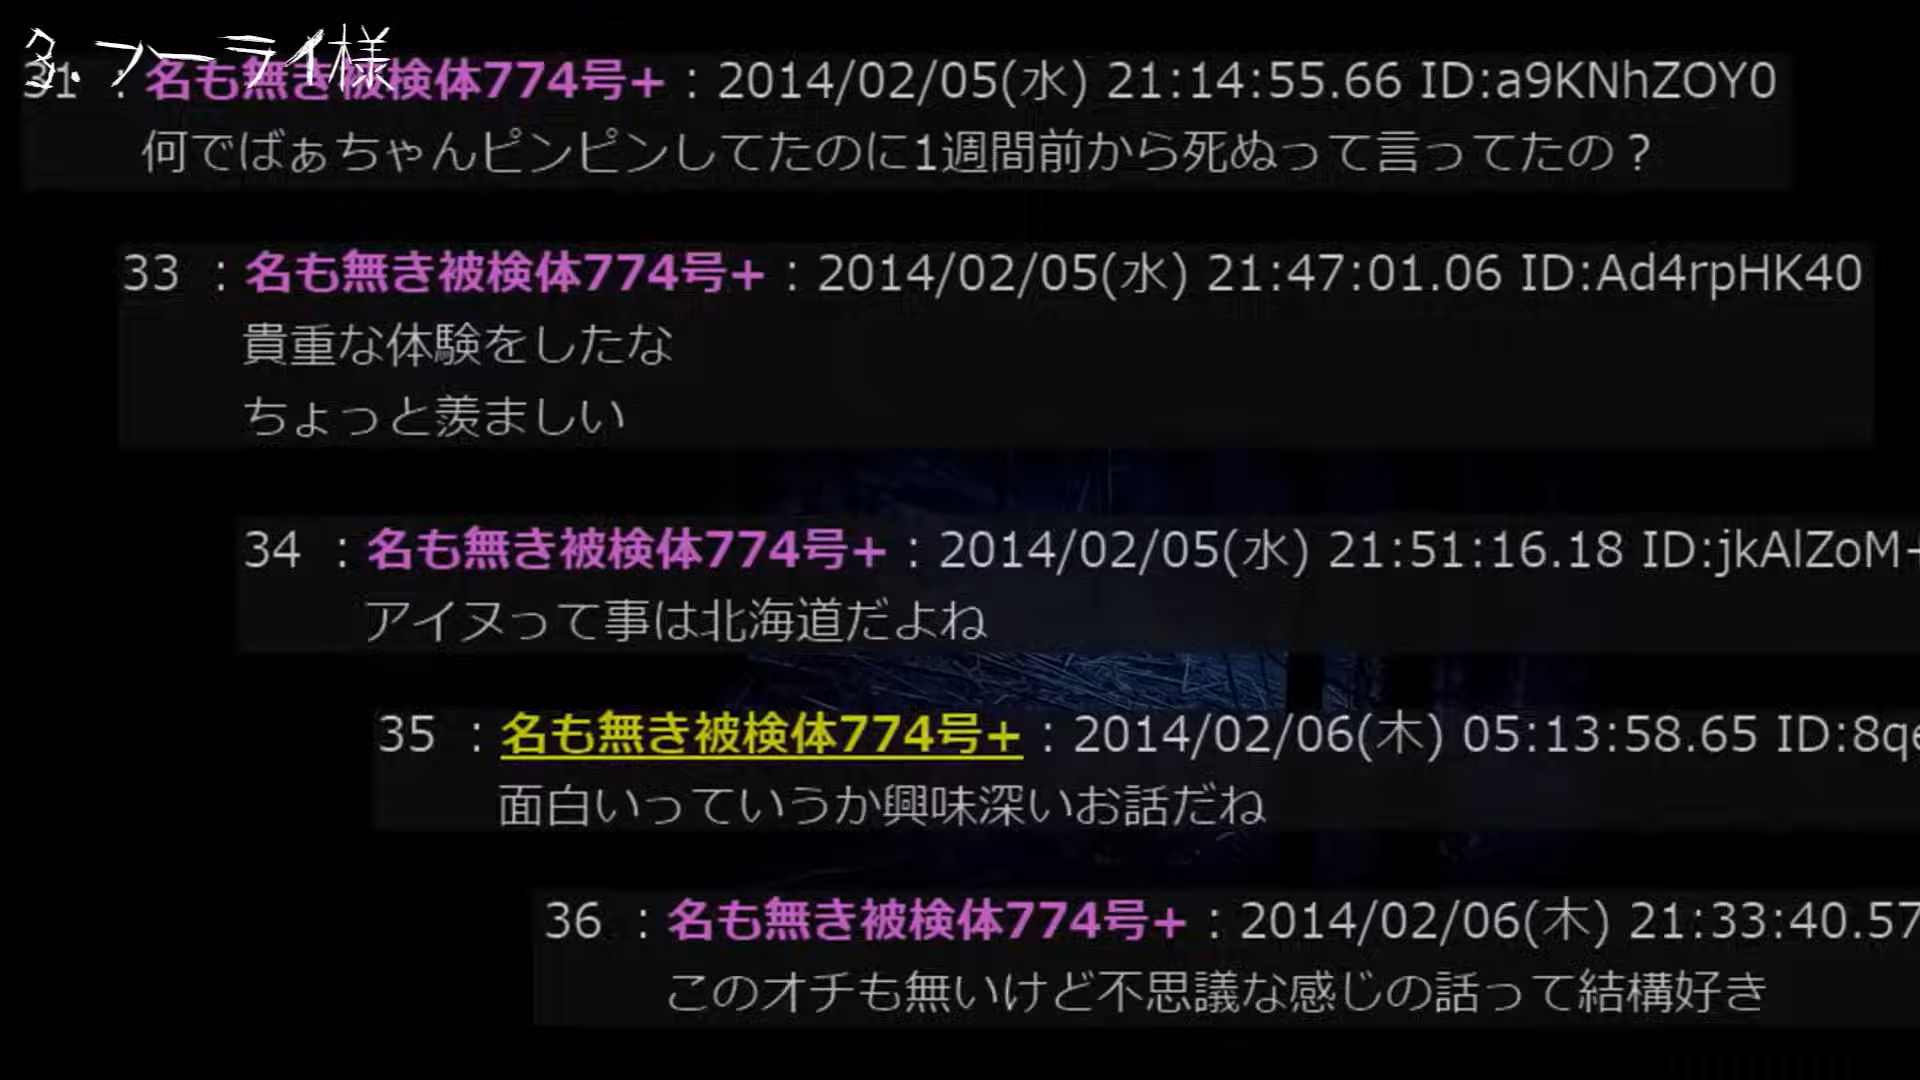 3.フーライ様
31 ：名も無き被検体774号+：2014/02/05(水) 21:14:55.66 ID:a9KNhZOY0
何でばぁちゃんピンピンしてたのに1週間前から死ぬって言ってたの？
33 ：名も無き被検体774号+：2014/02/05(水) 21:47:01.06 ID:Ad4rpHK40
貴重な体験をしたな
ちょっと羨ましい
34 ：名も無き被検体774号+：2014/02/05(水) 21:51:16.18 ID:jkAlZoM+
アイヌって事は北海道だよね
35 ：名も無き被検体774号+：2014/02/06(木) 05:13:58.65 ID:8qe
面白いっていうか興味深いお話だね
36 ：名も無き被検体774号+：2014/02/06(木) 21:33:40.57
このオチも無いけど不思議な感じの話って結構好き